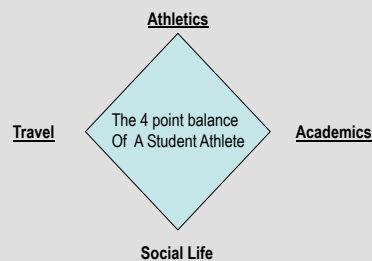 Athletics
The 4 point balance
Of A Student Athlete
Travel
Academics
Social Life